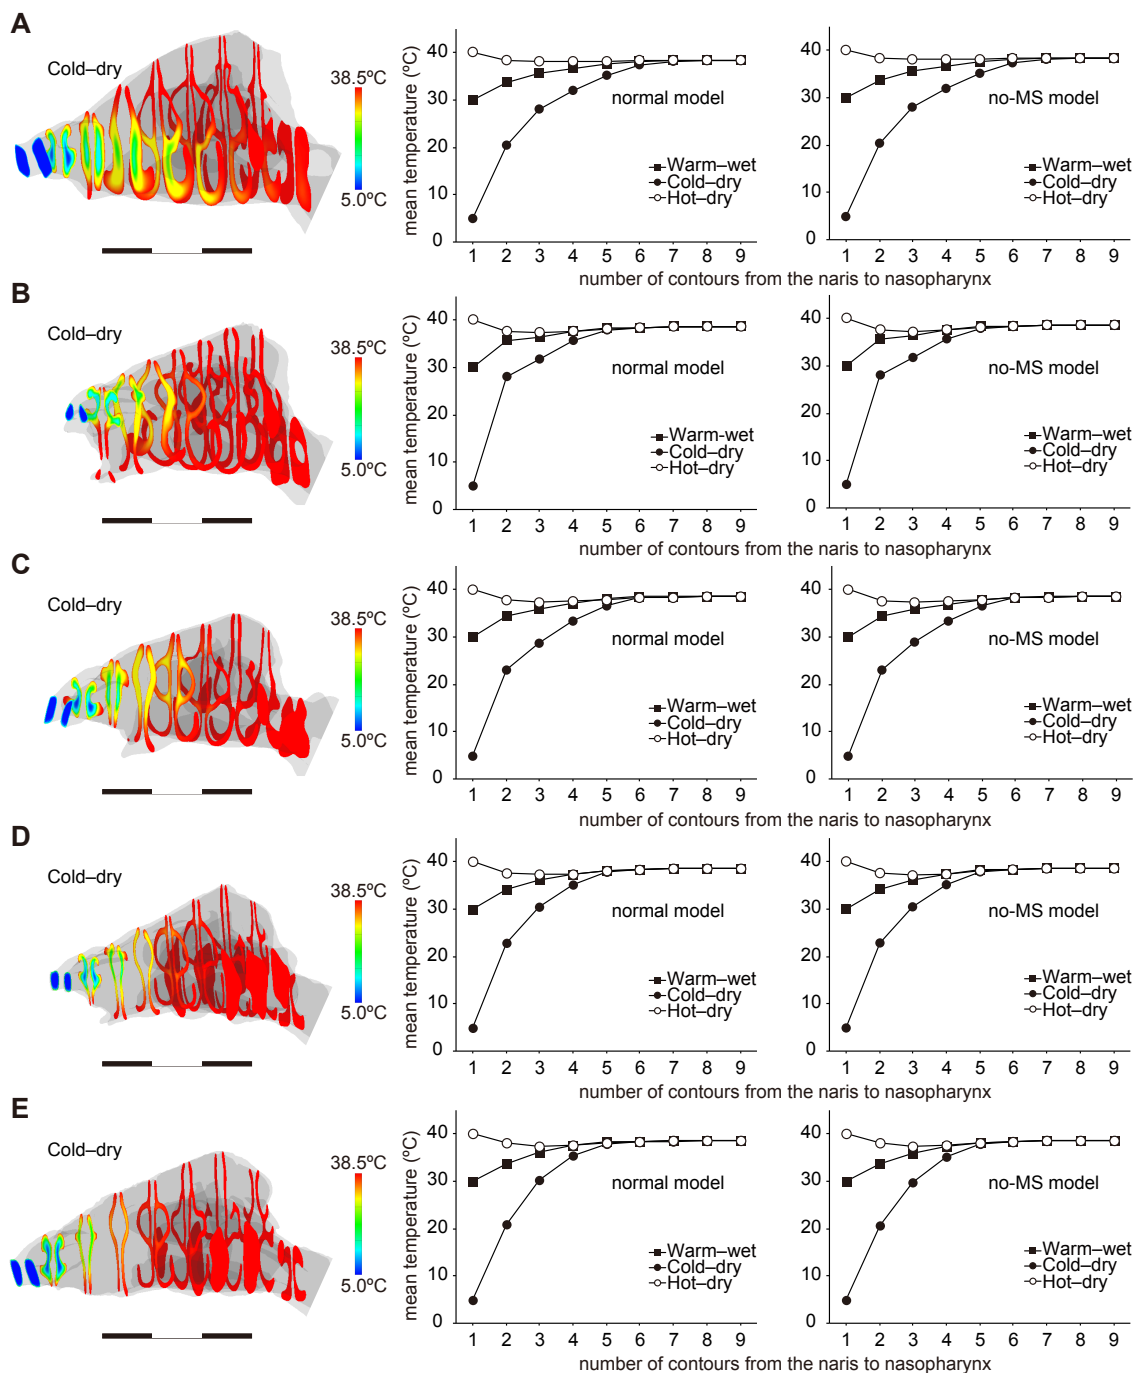 A
Cold–dry
38.5ºC
5.0ºC
mean temperature (ºC)
40
30
20
10
0
normal model
Warm–wet
Cold–dry
Hot–dry
1 2 3 4 5 6 7 8 9
40
30
20
10
0
no-MS model
Warm–wet
Cold–dry
Hot–dry
1 2 3 4 5 6 7 8 9
number of contours from the naris to nasopharynx
B
Cold–dry
38.5ºC
5.0ºC
mean temperature (ºC)
40
30
20
10
0
normal model
Warm-wet
Cold–dry
Hot–dry
1 2 3 4 5 6 7 8 9
40
30
20
10
0
no-MS model
Warm–wet
Cold–dry
Hot–dry
1 2 3 4 5 6 7 8 9
number of contours from the naris to nasopharynx
C
Cold–dry
38.5ºC
5.0ºC
mean temperature (ºC)
40
30
20
10
0
normal model
Warm–wet
Cold–dry
Hot–dry
1 2 3 4 5 6 7 8 9
40
30
20
10
0
no-MS model
Warm–wet
Cold–dry
Hot–dry
1 2 3 4 5 6 7 8 9
number of contours from the naris to nasopharynx
D
Cold–dry
38.5ºC
5.0ºC
mean temperature (ºC)
40
30
20
10
0
normal model
Warm–wet
Cold–dry
Hot–dry
1 2 3 4 5 6 7 8 9
40
30
20
10
0
no-MS model
Warm–wet
Cold–dry
Hot–dry
1 2 3 4 5 6 7 8 9
number of contours from the naris to nasopharynx
E
Cold–dry
38.5ºC
5.0ºC
mean temperature (ºC)
40
30
20
10
0
normal model
Warm–wet
Cold–dry
Hot–dry
1 2 3 4 5 6 7 8 9
40
30
20
10
0
no-MS model
Warm–wet
Cold–dry
Hot–dry
1 2 3 4 5 6 7 8 9
number of contours from the naris to nasopharynx